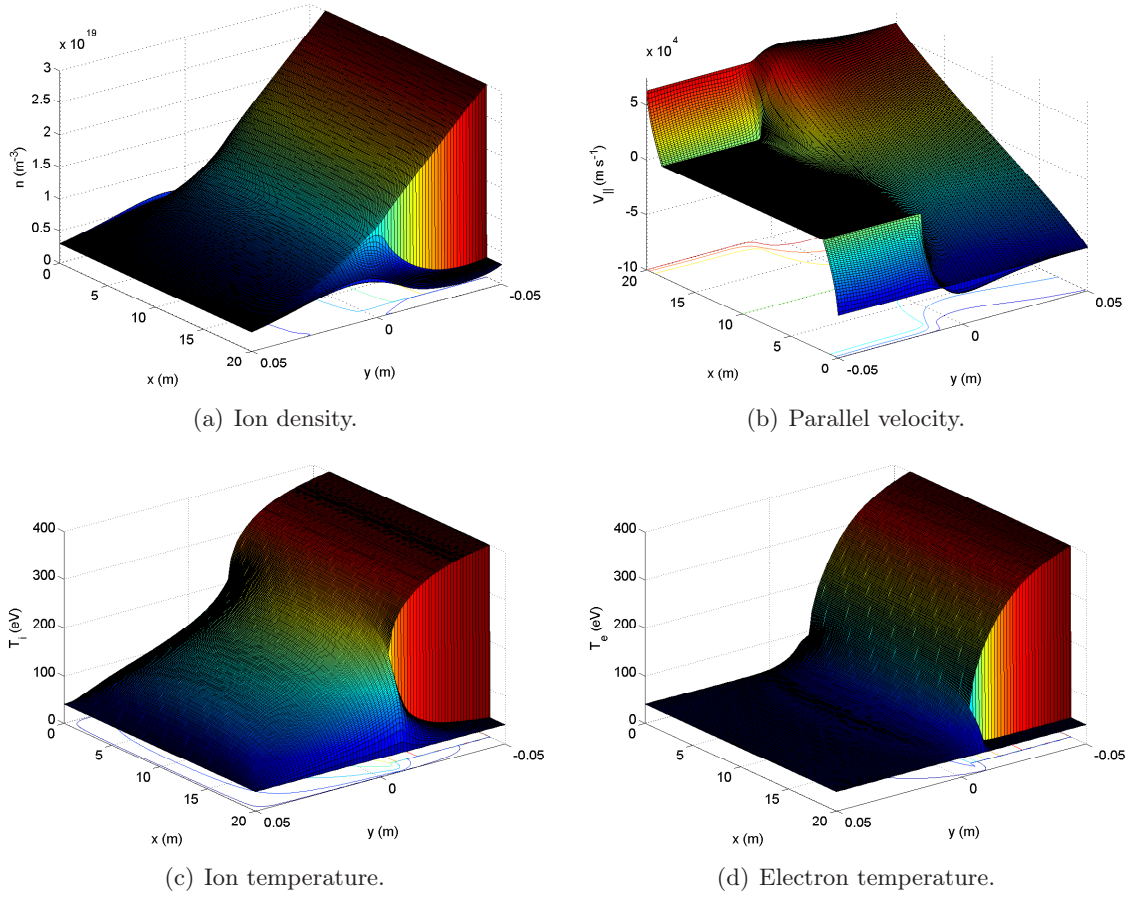 x 10^19
3
2.5
2
1.5
1
0.5
0
n (m^-3)
0
5
10
15
20
x (m)
0.05
0
-0.05
y (m)
(a) Ion density.
x 10^4
5
0
-5
-10
V_|| (m s^-1)
20
15
10
5
0
x (m)
-0.05
0
0.05
y (m)
(b) Parallel velocity.
400
300
200
100
0
T_i (eV)
0
5
10
15
20
x (m)
0.05
0
-0.05
y (m)
(c) Ion temperature.
400
300
200
100
0
T_e (eV)
0
5
10
15
20
x (m)
0.05
0
-0.05
y (m)
(d) Electron temperature.